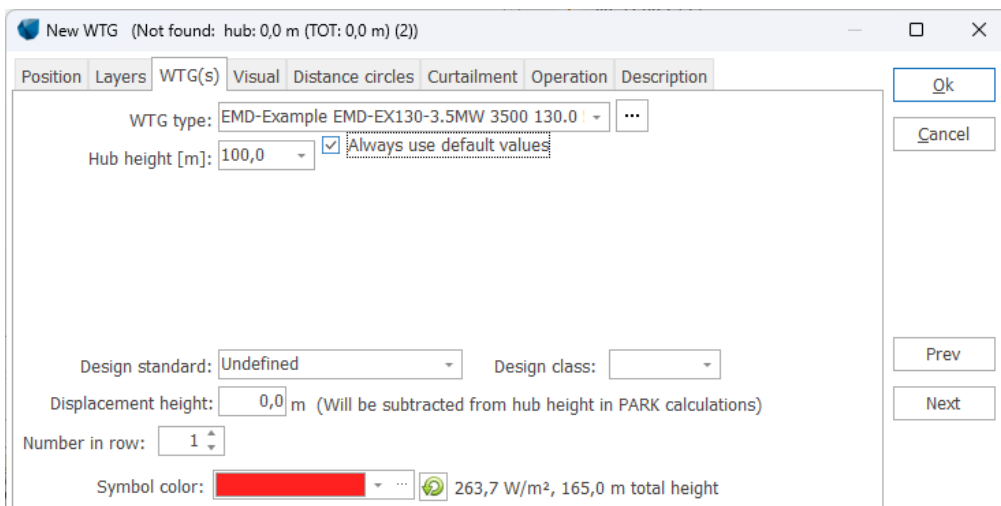 New WTG (Not found: hub: 0,0 m (TOT: 0,0 m) (2))
Position Layers WTG(s) Visual Distance circles Curtailment Operation Description
Ok
WTG type: EMD-Example EMD-EX130-3.5MW 3500 130.0 ...
Cancel
Hub height [m]: 100,0 Always use default values
Prev
Design standard: Undefined Design class:
Displacement height: 0,0 m (Will be subtracted from hub height in PARK calculations)
Next
Number in row: 1
Symbol color: ... 263,7 W/m², 165,0 m total height